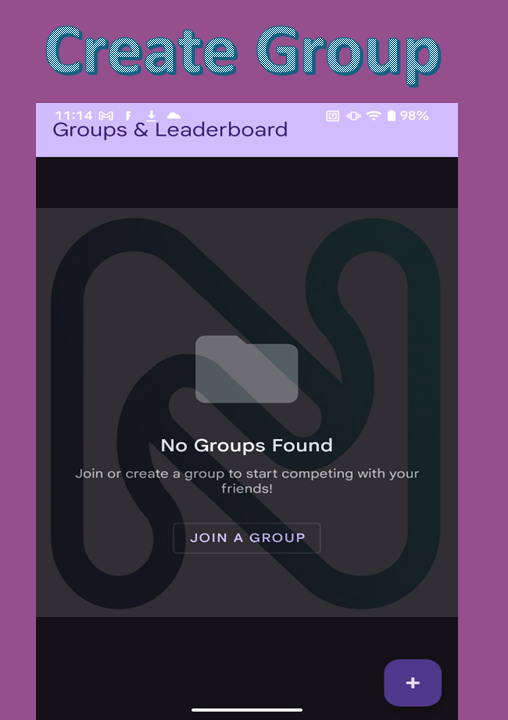 Create Group
11:14
98%
Groups & Leaderboard
No Groups Found
Join or create a group to start competing with your
friends!
JOIN A GROUP
+